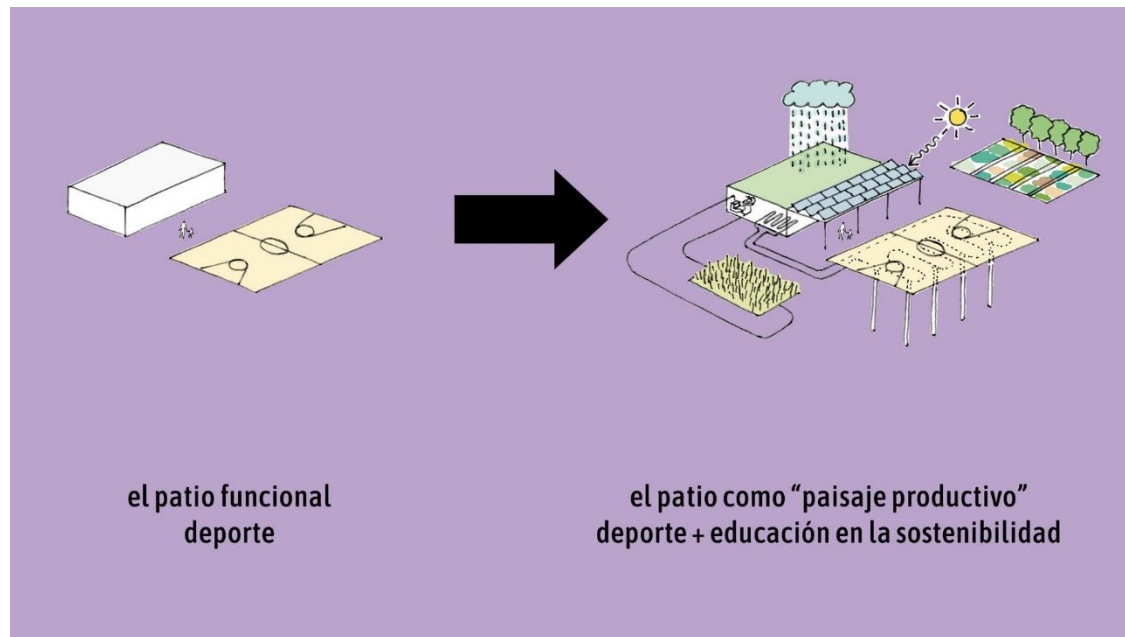 el patio funcional
deporte
el patio como “paisaje productivo”
deporte + educación en la sostenibilidad